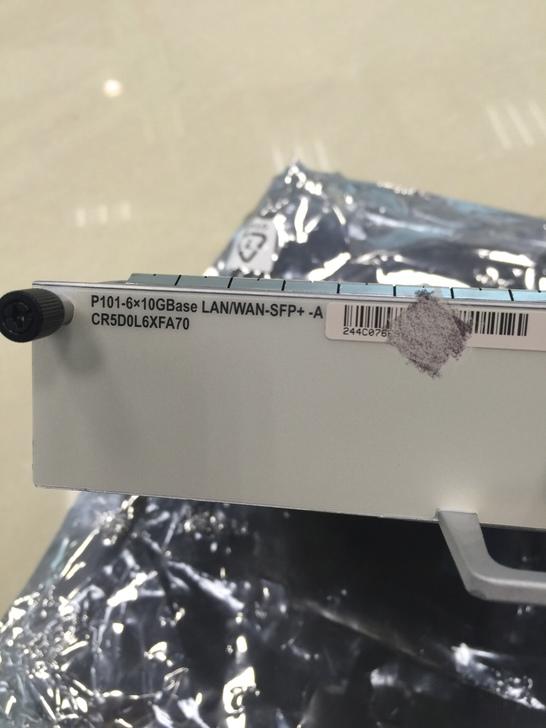 P101-6×10GBase LAN/WAN-SFP+ -A
CR5D0L6XFA70